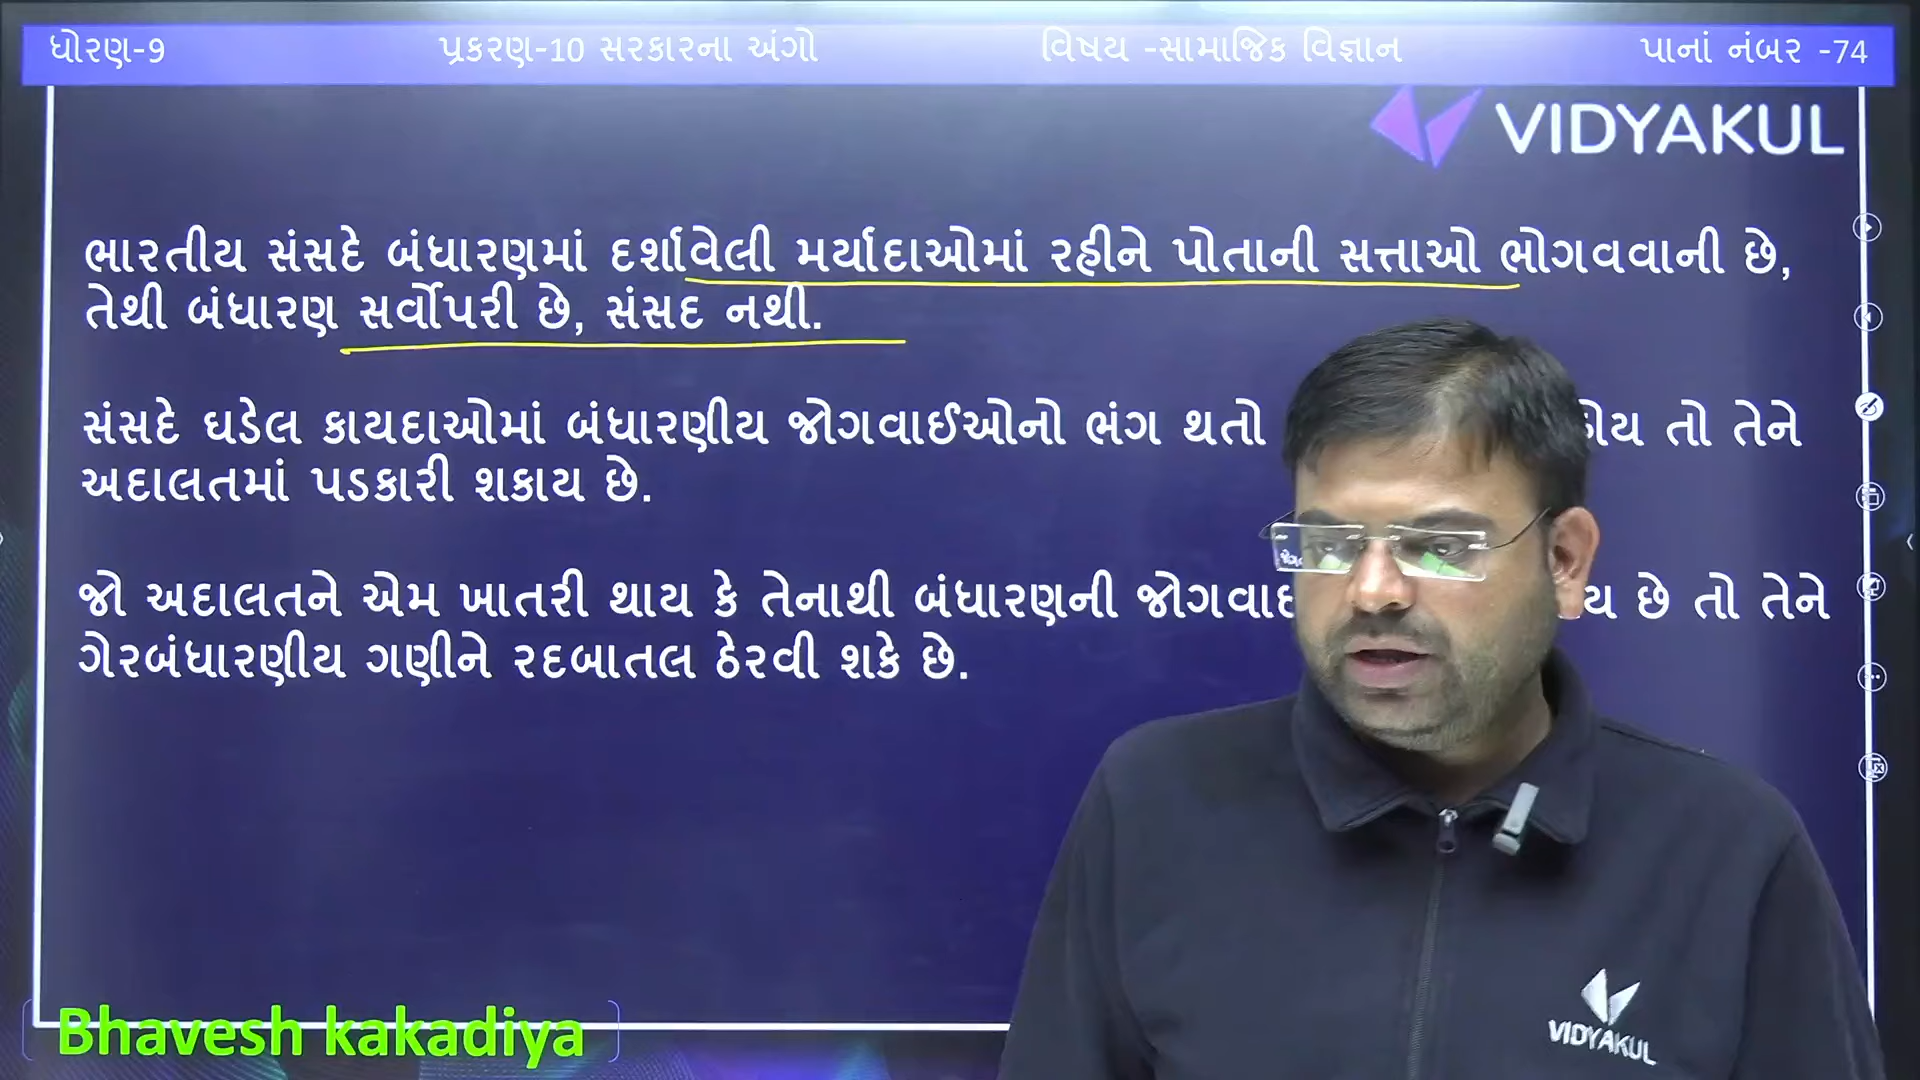 ધોરણ-9 પ્રકરણ-10 સરકારના અંગો વિષય -સામાજિક વિજ્ઞાન પાનાં નંબર -74
VIDYAKUL
ભારતીય સંસદે બંધારણમાં દર્શાવેલી મર્યાદાઓમાં રહીને પોતાની સત્તાઓ ભોગવવાની છે,
તેથી બંધારણ સર્વોપરી છે, સંસદ નથી.
સંસદે ઘડેલ કાયદાઓમાં બંધારણીય જોગવાઈઓનો ભંગ થતો તો તેને
અદાલતમાં પડકારી શકાય છે.
જો અદાલતને એમ ખાતરી થાય કે તેનાથી બંધારણની છે તો તેને
ગેરબંધારણીય ગણીને રદબાતલ ઠેરવી શકે છે.
Bhavesh kakadiya
VIDYAKUL